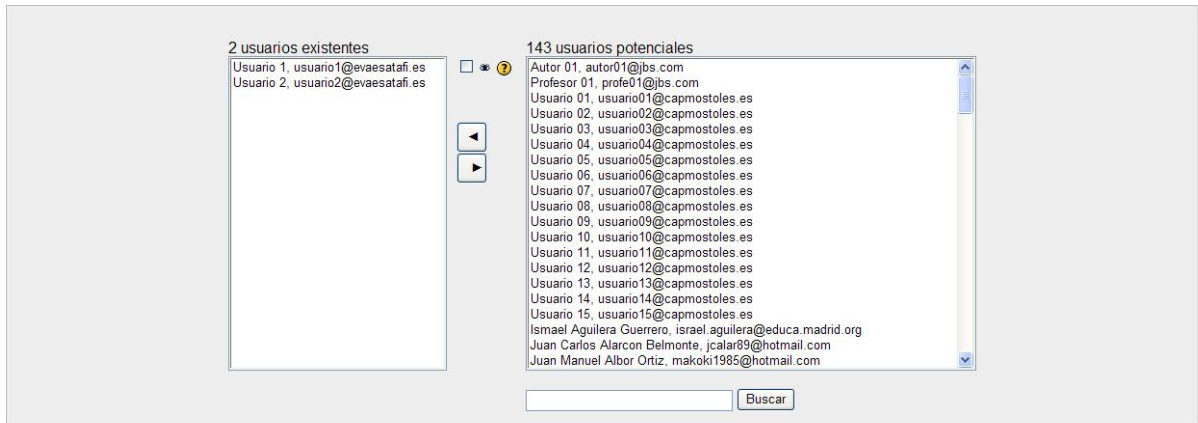 2 usuarios existentes
Usuario 1, usuario1@evaesatafi.es
Usuario 2, usuario2@evaesatafi.es
?
143 usuarios potenciales
Autor 01, autor01@jbs.com
Profesor 01, profe01@jbs.com
Usuario 01, usuario01@capmostoles.es
Usuario 02, usuario02@capmostoles.es
Usuario 03, usuario03@capmostoles.es
Usuario 04, usuario04@capmostoles.es
Usuario 05, usuario05@capmostoles.es
Usuario 06, usuario06@capmostoles.es
Usuario 07, usuario07@capmostoles.es
Usuario 08, usuario08@capmostoles.es
Usuario 09, usuario09@capmostoles.es
Usuario 10, usuario10@capmostoles.es
Usuario 11, usuario11@capmostoles.es
Usuario 12, usuario12@capmostoles.es
Usuario 13, usuario13@capmostoles.es
Usuario 14, usuario14@capmostoles.es
Usuario 15, usuario15@capmostoles.es
Ismael Aguilera Guerrero, israel.aguilera@educa.madrid.org
Juan Carlos Alarcon Belmonte, jcalar89@hotmail.com
Juan Manuel Albor Ortiz, makoki1985@hotmail.com
Buscar